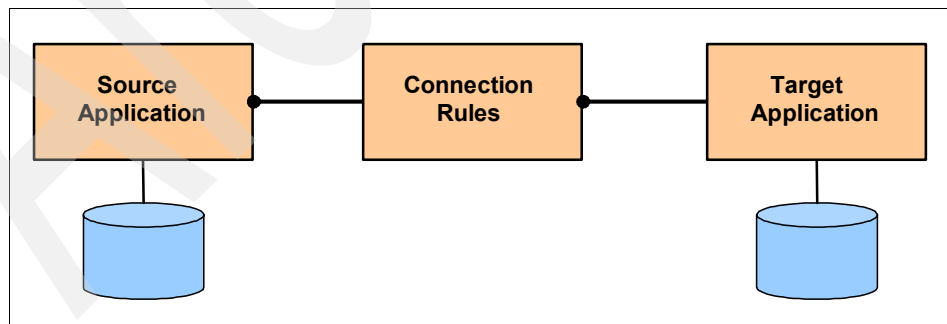 Source
Application
Connection
Rules
Target
Application